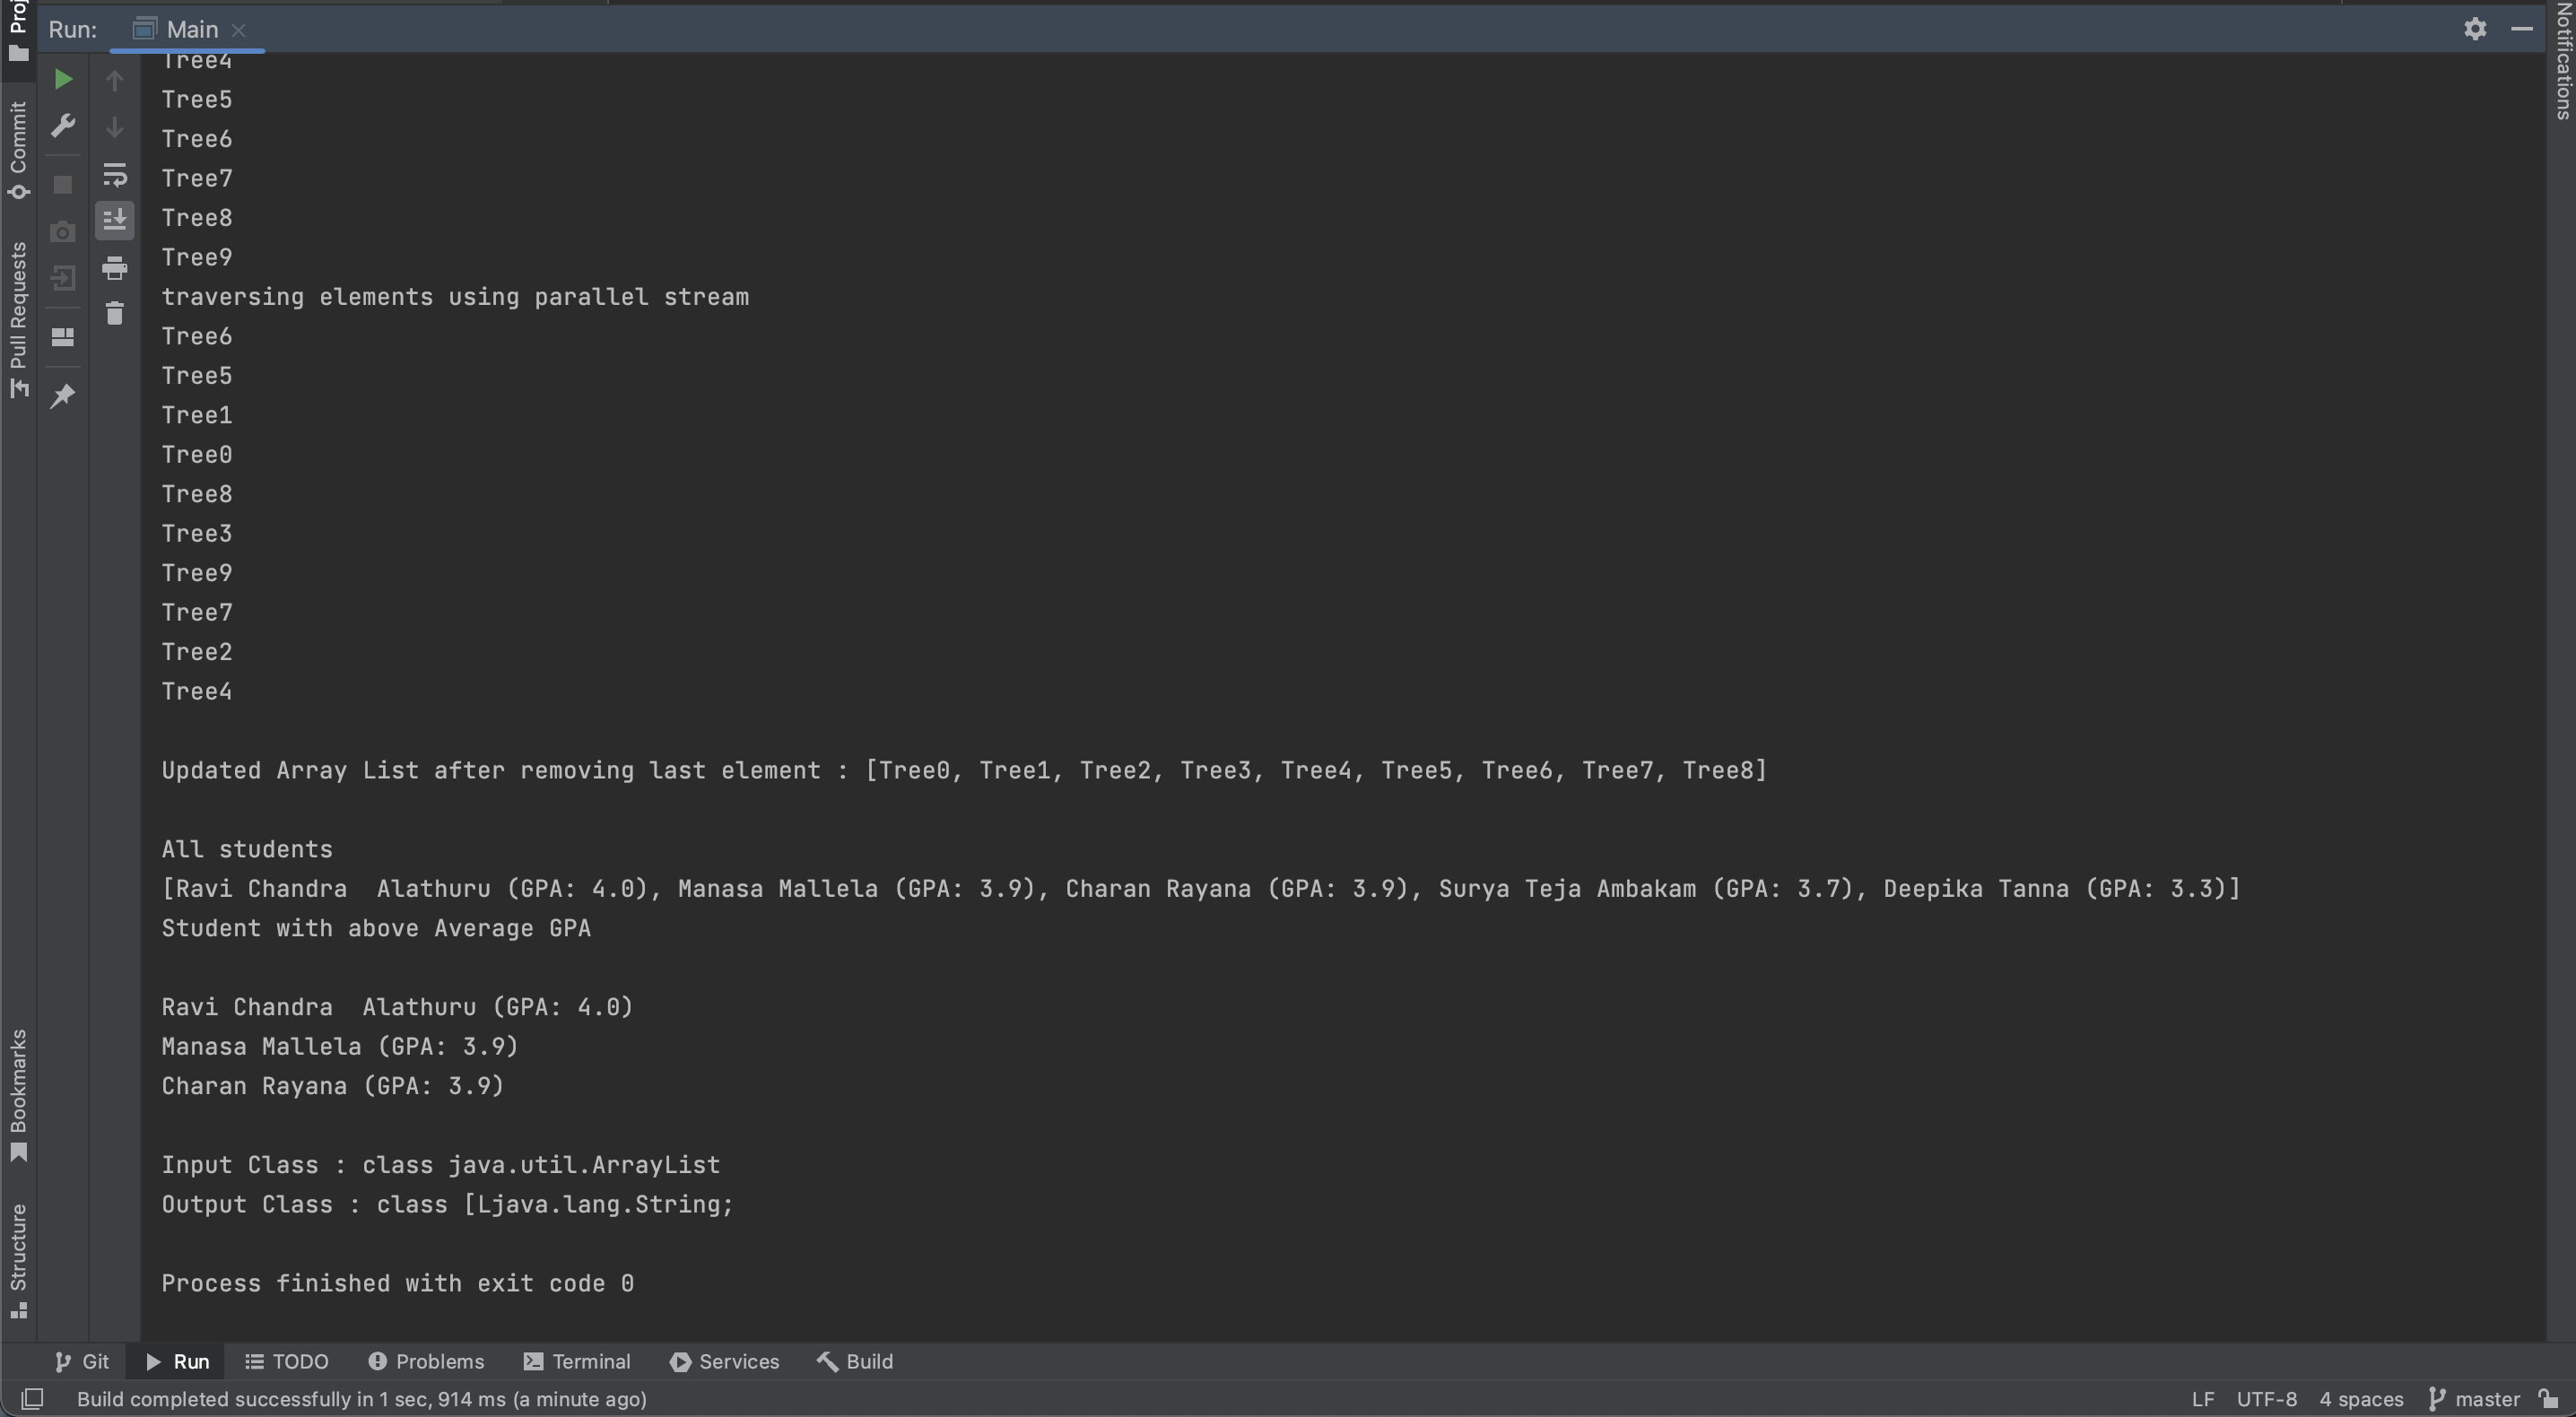 Run: Main
Tree4
Tree5
Tree6
Tree7
Tree8
Tree9
traversing elements using parallel stream
Tree6
Tree5
Tree1
Tree0
Tree8
Tree3
Tree9
Tree7
Tree2
Tree4
Updated Array List after removing last element : [Tree0, Tree1, Tree2, Tree3, Tree4, Tree5, Tree6, Tree7, Tree8]
All students
[Ravi Chandra  Alathuru (GPA: 4.0), Manasa Mallela (GPA: 3.9), Charan Rayana (GPA: 3.9), Surya Teja Ambakam (GPA: 3.7), Deepika Tanna (GPA: 3.3)]
Student with above Average GPA
Ravi Chandra  Alathuru (GPA: 4.0)
Manasa Mallela (GPA: 3.9)
Charan Rayana (GPA: 3.9)
Input Class : class java.util.ArrayList
Output Class : class [Ljava.lang.String;
Process finished with exit code 0
Commit
Pull Requests
Bookmarks
Structure
Notifications
Git Run TODO Problems Terminal Services Build
Build completed successfully in 1 sec, 914 ms (a minute ago) LF UTF-8 4 spaces master